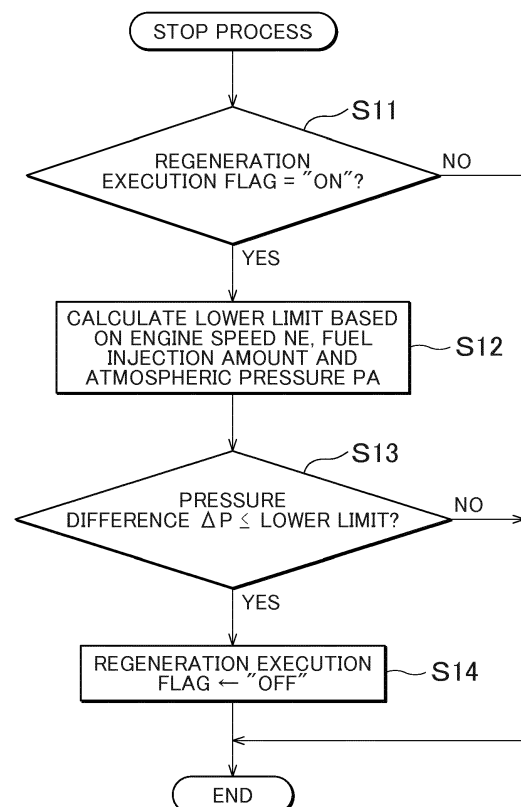 STOP PROCESS
S11
REGENERATION
EXECUTION FLAG = "ON"?
NO
YES
CALCULATE LOWER LIMIT BASED
ON ENGINE SPEED NE, FUEL
INJECTION AMOUNT AND
ATMOSPHERIC PRESSURE PA
S12
S13
PRESSURE
DIFFERENCE ΔP ≦ LOWER LIMIT?
NO
YES
REGENERATION EXECUTION
FLAG ← "OFF"
S14
END